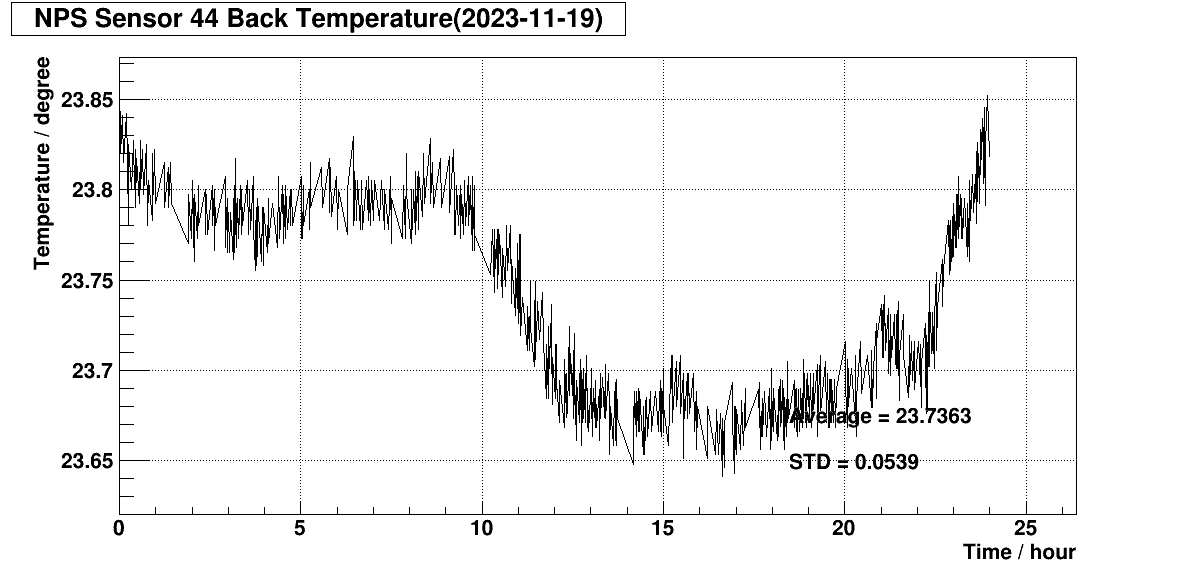 NPS Sensor 44 Back Temperature(2023-11-19)
Temperature / degree
23.85
23.8
23.75
23.7
23.65
Average = 23.7363
STD = 0.0539
0 5 10 15 20 25
Time / hour